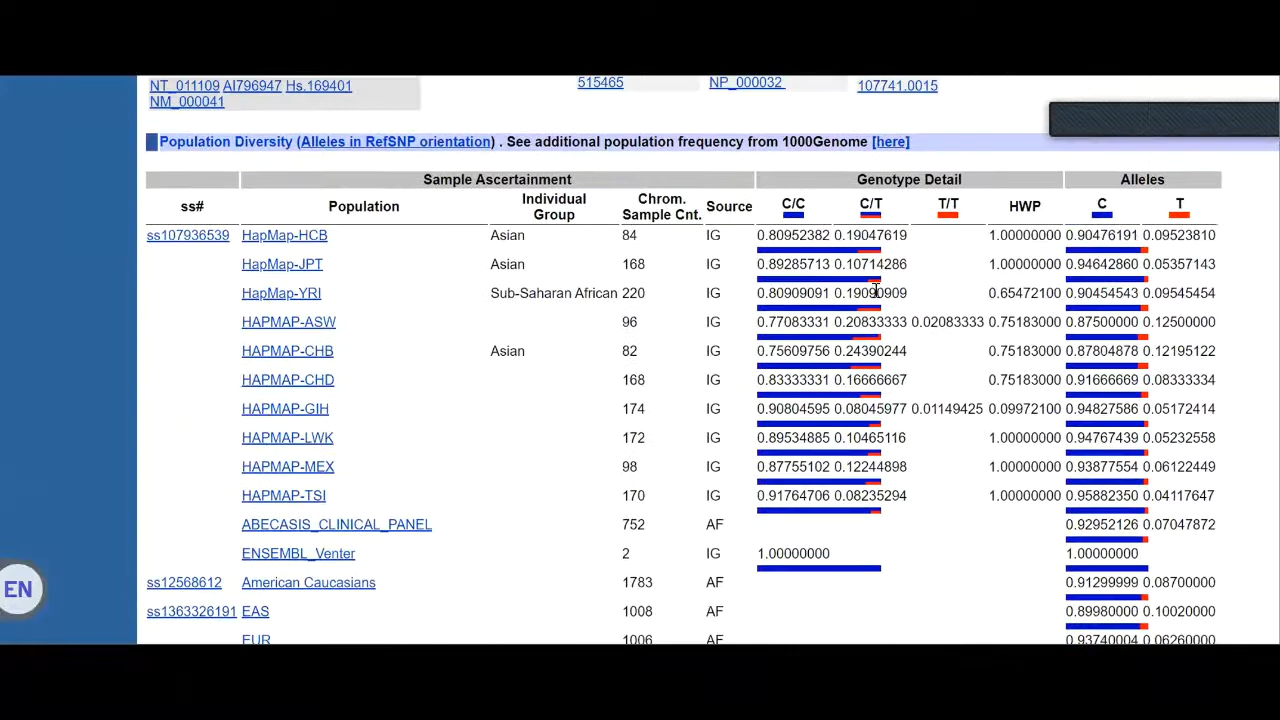 NT_011109 AI796947 Hs.169401 515465 NP_000032 107741.0015
NM_000041
Population Diversity (Alleles in RefSNP orientation) . See additional population frequency from 1000Genome [here]
Sample Ascertainment Genotype Detail Alleles
ss# Population Individual Group Chrom. Sample Cnt. Source C/C C/T T/T HWP C T
ss107936539 HapMap-HCB Asian 84 IG 0.80952382 0.19047619 1.00000000 0.90476191 0.09523810
HapMap-JPT Asian 168 IG 0.89285713 0.10714286 1.00000000 0.94642860 0.05357143
HapMap-YRI Sub-Saharan African 220 IG 0.80909091 0.19090909 0.65472100 0.90454543 0.09545454
HAPMAP-ASW 96 IG 0.77083331 0.20833333 0.02083333 0.75183000 0.87500000 0.12500000
HAPMAP-CHB Asian 82 IG 0.75609756 0.24390244 0.75183000 0.87804878 0.12195122
HAPMAP-CHD 168 IG 0.83333331 0.16666667 0.75183000 0.91666669 0.08333334
HAPMAP-GIH 174 IG 0.90804595 0.08045977 0.01149425 0.09972100 0.94827586 0.05172414
HAPMAP-LWK 172 IG 0.89534885 0.10465116 1.00000000 0.94767439 0.05232558
HAPMAP-MEX 98 IG 0.87755102 0.12244898 1.00000000 0.93877554 0.06122449
HAPMAP-TSI 170 IG 0.91764706 0.08235294 1.00000000 0.95882350 0.04117647
ABECASIS_CLINICAL_PANEL 752 AF 0.92952126 0.07047872
ENSEMBL_Venter 2 IG 1.00000000 1.00000000
ss12568612 American Caucasians 1783 AF 0.91299999 0.08700000
ss1363326191 EAS 1008 AF 0.89980000 0.10020000
EUR 1006 AF 0.93740004 0.06260000
EN